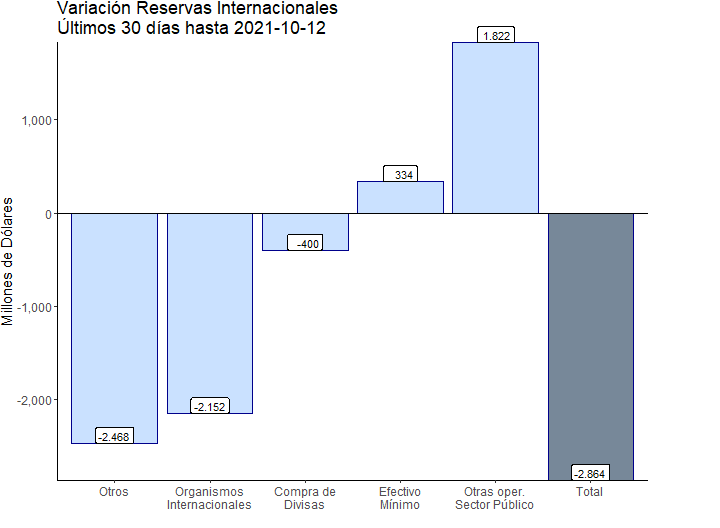 Variación Reservas Internacionales
Últimos 30 días hasta 2021-10-12
Millones de Dólares
1,000
0
-1,000
-2,000
-2.468
-2.152
-400
334
1.822
-2.864
Otros
Organismos
Internacionales
Compra de
Divisas
Efectivo
Mínimo
Otras oper.
Sector Público
Total